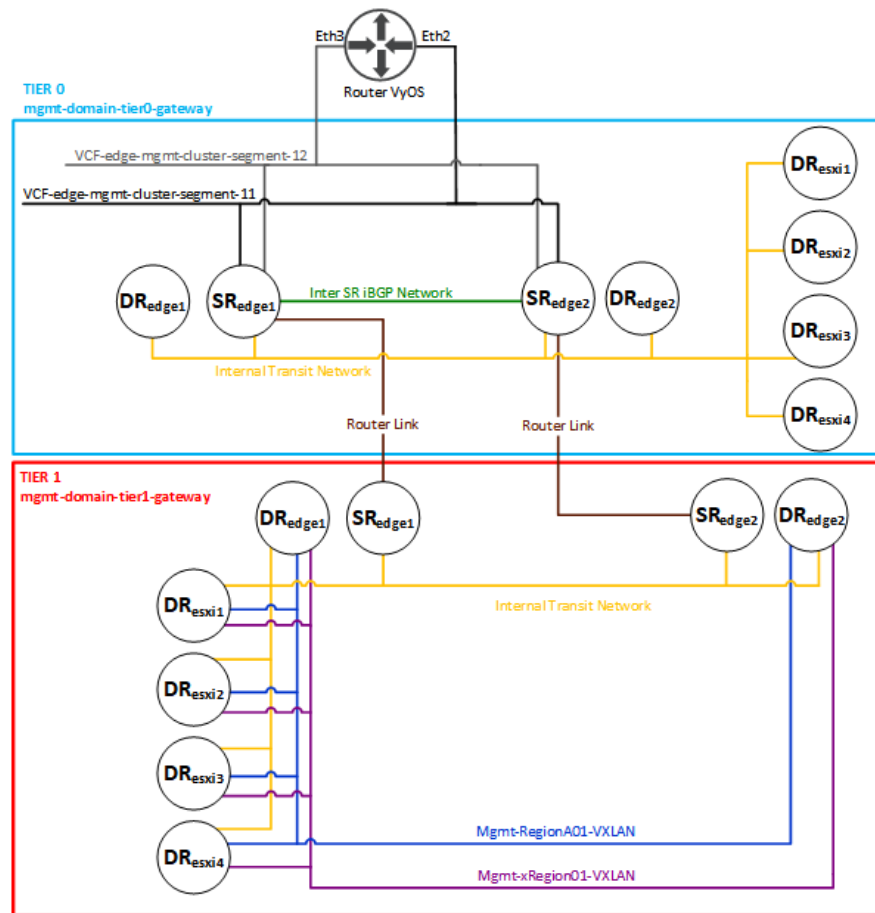 Eth3
Eth2
Router VyOS
TIER 0
mgmt-domain-tier0-gateway
VCF-edge-mgmt-cluster-segment-12
VCF-edge-mgmt-cluster-segment-11
DResxi1
DResxi2
DRedge1
SRedge1
Inter SR iBGP Network
SRedge2
DRedge2
DResxi3
Internal Transit Network
DResxi4
Router Link
Router Link
TIER 1
mgmt-domain-tier1-gateway
DRedge1
SRedge1
SRedge2
DRedge2
DResxi1
Internal Transit Network
DResxi2
DResxi3
Mgmt-RegionA01-VXLAN
DResxi4
Mgmt-xRegion01-VXLAN